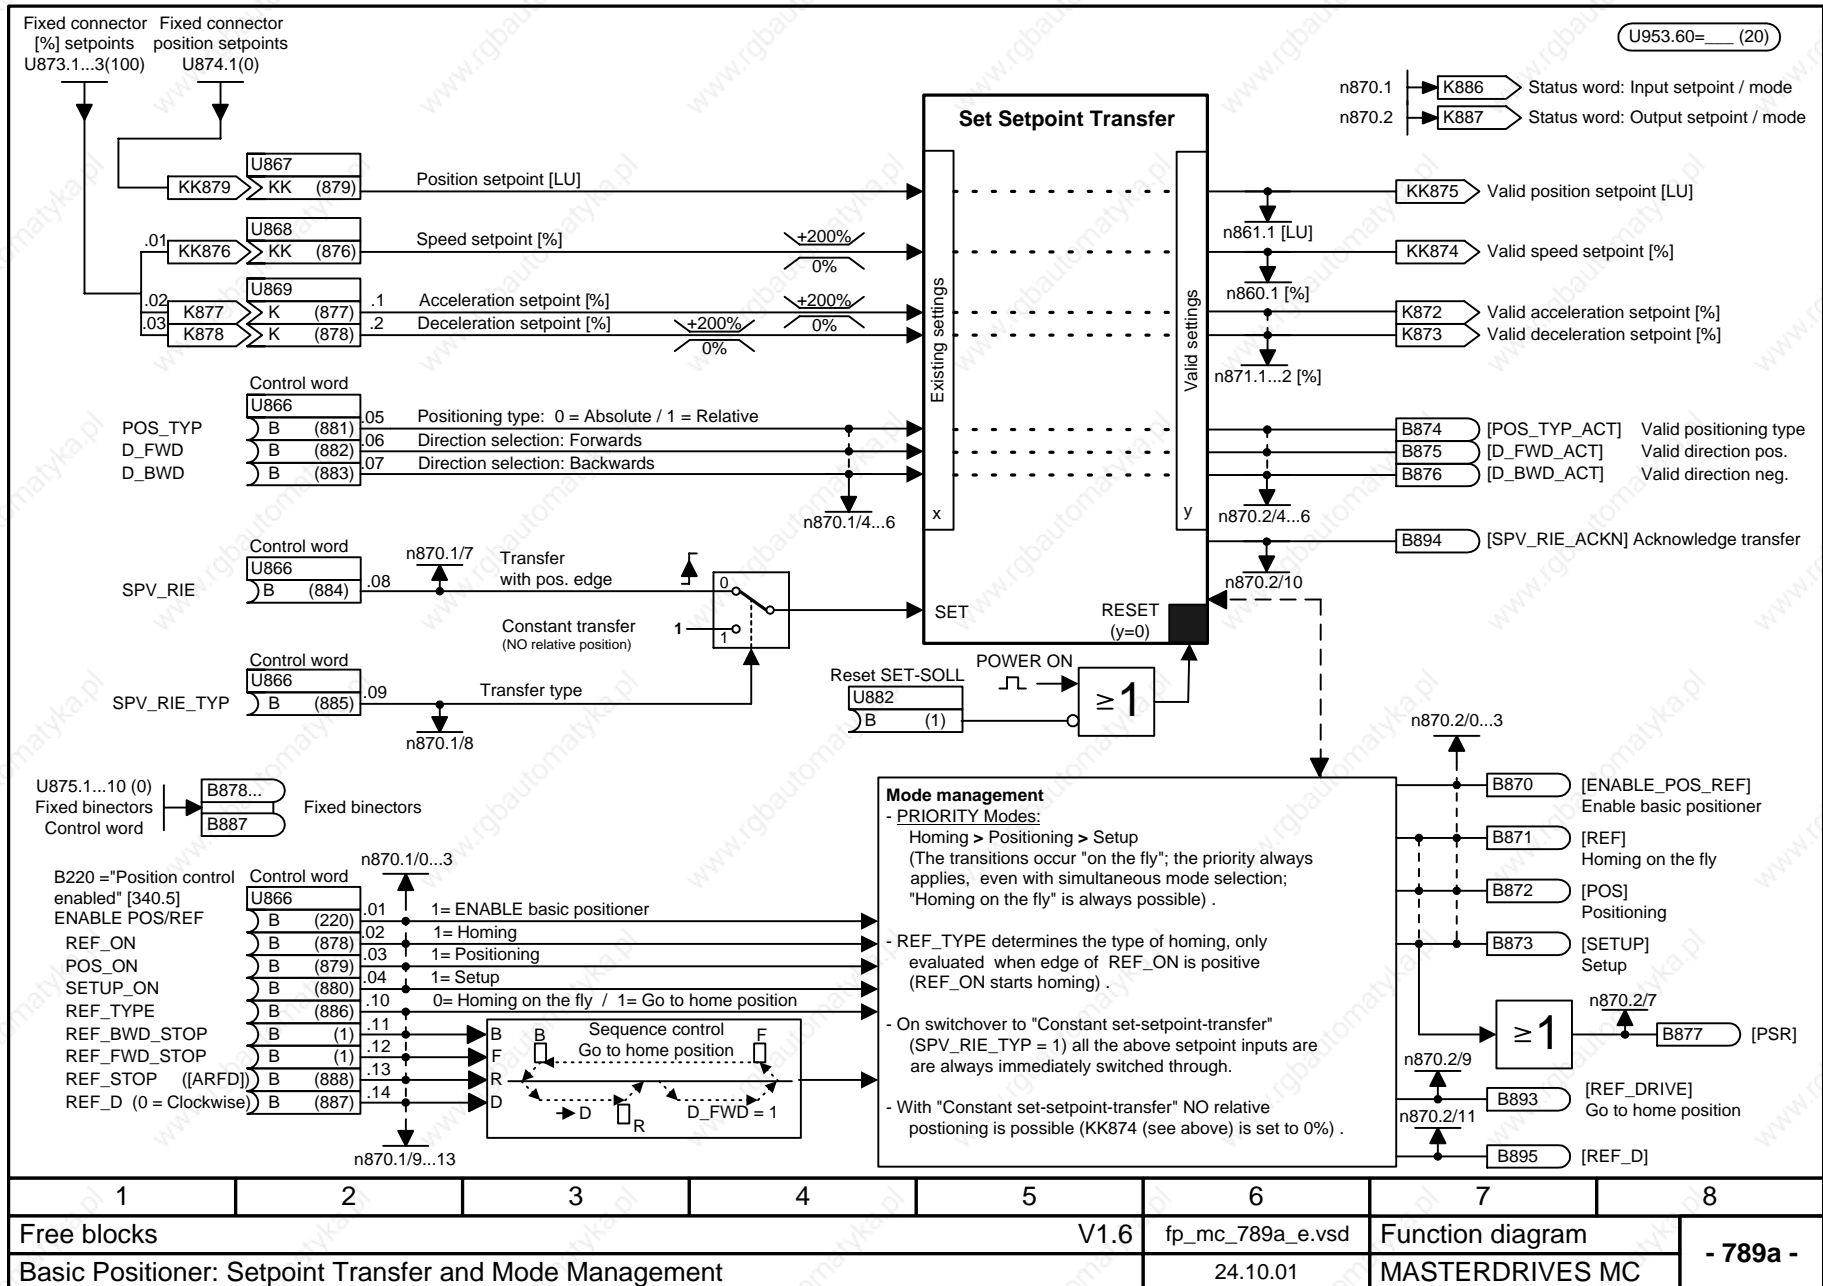 Fixed connector
[%] setpoints
U873.1...3(100)
Fixed connector
position setpoints
U874.1(0)
U953.60=___ (20)
n870.1
K886
Status word: Input setpoint / mode
n870.2
K887
Status word: Output setpoint / mode
Set Setpoint Transfer
Existing settings
x
Valid settings
y
KK879
U867
KK (879)
Position setpoint [LU]
n861.1 [LU]
KK875
Valid position setpoint [LU]
.01
KK876
U868
KK (876)
Speed setpoint [%]
+200%
0%
n860.1 [%]
KK874
Valid speed setpoint [%]
U869
.02
K877
K (877)
.1
Acceleration setpoint [%]
+200%
0%
K872
Valid acceleration setpoint [%]
.03
K878
K (878)
.2
Deceleration setpoint [%]
+200%
0%
K873
Valid deceleration setpoint [%]
n871.1...2 [%]
Control word
U866
POS_TYP
B (881)
.05
Positioning type: 0 = Absolute / 1 = Relative
D_FWD
B (882)
.06
Direction selection: Forwards
D_BWD
B (883)
.07
Direction selection: Backwards
n870.1/4...6
n870.2/4...6
B874
[POS_TYP_ACT] Valid positioning type
B875
[D_FWD_ACT] Valid direction pos.
B876
[D_BWD_ACT] Valid direction neg.
B894
[SPV_RIE_ACKN] Acknowledge transfer
n870.2/10
Control word
U866
SPV_RIE
B (884)
.08
n870.1/7
Transfer
with pos. edge
0
Constant transfer
(NO relative position)
1
1
SET
RESET
(y=0)
Control word
U866
SPV_RIE_TYP
B (885)
.09
Transfer type
n870.1/8
Reset SET-SOLL
U882
B (1)
POWER ON
≥1
U875.1...10 (0)
Fixed binectors
Control word
B878...
B887
Fixed binectors
n870.1/0...3
B220 ="Position control
enabled" [340.5]
Control word
U866
ENABLE POS/REF
B (220)
.01
1= ENABLE basic positioner
REF_ON
B (878)
.02
1= Homing
POS_ON
B (879)
.03
1= Positioning
SETUP_ON
B (880)
.04
1= Setup
REF_TYPE
B (886)
.10
0= Homing on the fly / 1= Go to home position
REF_BWD_STOP
B (1)
.11
REF_FWD_STOP
B (1)
.12
REF_STOP ([ARFD])
B (888)
.13
REF_D (0 = Clockwise)
B (887)
.14
n870.1/9...13
B
F
R
D
Sequence control
Go to home position
B
F
D
R
D_FWD = 1
Mode management
- PRIORITY Modes:
Homing > Positioning > Setup
(The transitions occur "on the fly"; the priority always
applies, even with simultaneous mode selection;
"Homing on the fly" is always possible) .
- REF_TYPE determines the type of homing, only
evaluated when edge of REF_ON is positive
(REF_ON starts homing) .
- On switchover to "Constant set-setpoint-transfer"
(SPV_RIE_TYP = 1) all the above setpoint inputs are
are always immediately switched through.
- With "Constant set-setpoint-transfer" NO relative
postioning is possible (KK874 (see above) is set to 0%) .
n870.2/0...3
B870
[ENABLE_POS_REF]
Enable basic positioner
B871
[REF]
Homing on the fly
B872
[POS]
Positioning
B873
[SETUP]
Setup
≥1
n870.2/7
B877
[PSR]
n870.2/9
B893
[REF_DRIVE]
Go to home position
n870.2/11
B895
[REF_D]
1 2 3 4 5 6 7 8
Free blocks V1.6 fp_mc_789a_e.vsd Function diagram
- 789a -
Basic Positioner: Setpoint Transfer and Mode Management 24.10.01 MASTERDRIVES MC
www.rgbautomatyka.pl